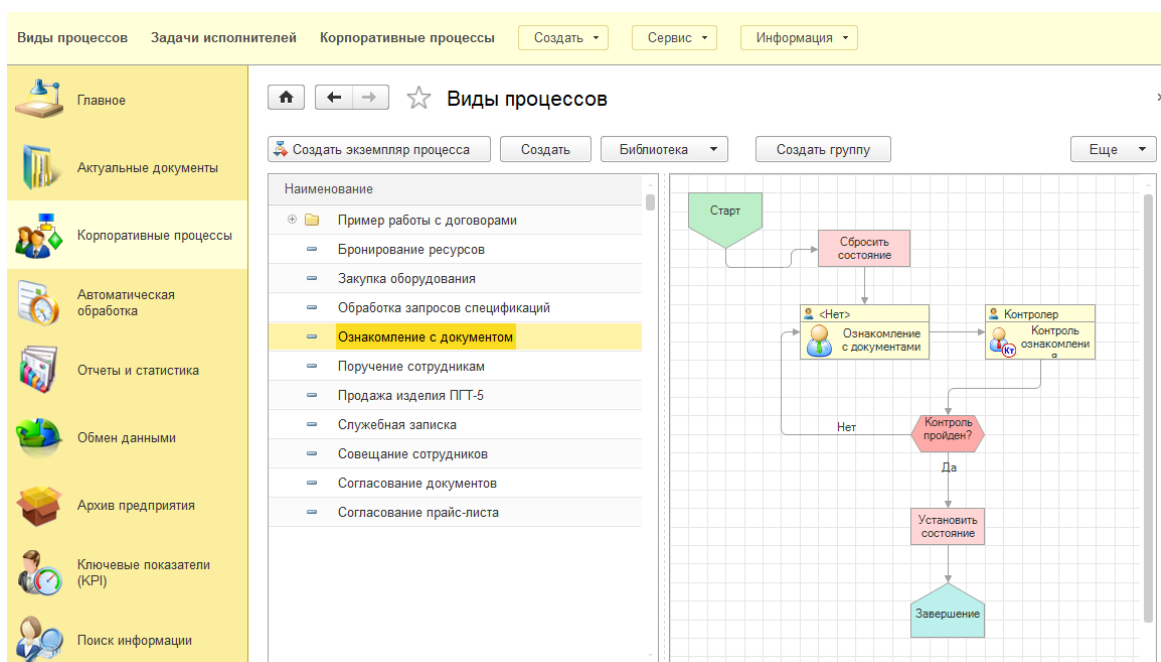 Виды процессов Задачи исполнителей Корпоративные процессы Создать Сервис Информация
Главное
Актуальные документы
Корпоративные процессы
Автоматическая
обработка
Отчеты и статистика
Обмен данными
Архив предприятия
Ключевые показатели
(KPI)
Поиск информации
Виды процессов
Создать экземпляр процесса Создать Библиотека Создать группу Еще
Наименование
Пример работы с договорами
Бронирование ресурсов
Закупка оборудования
Обработка запросов спецификаций
Ознакомление с документом
Поручение сотрудникам
Продажа изделия ПГТ-5
Служебная записка
Совещание сотрудников
Согласование документов
Согласование прайс-листа
Старт
Сбросить
состояние
<Нет>
Ознакомление
с документами
Контролер
Контроль
ознакомлени
я
Кт
Контроль
пройден?
Нет
Да
Установить
состояние
Завершение